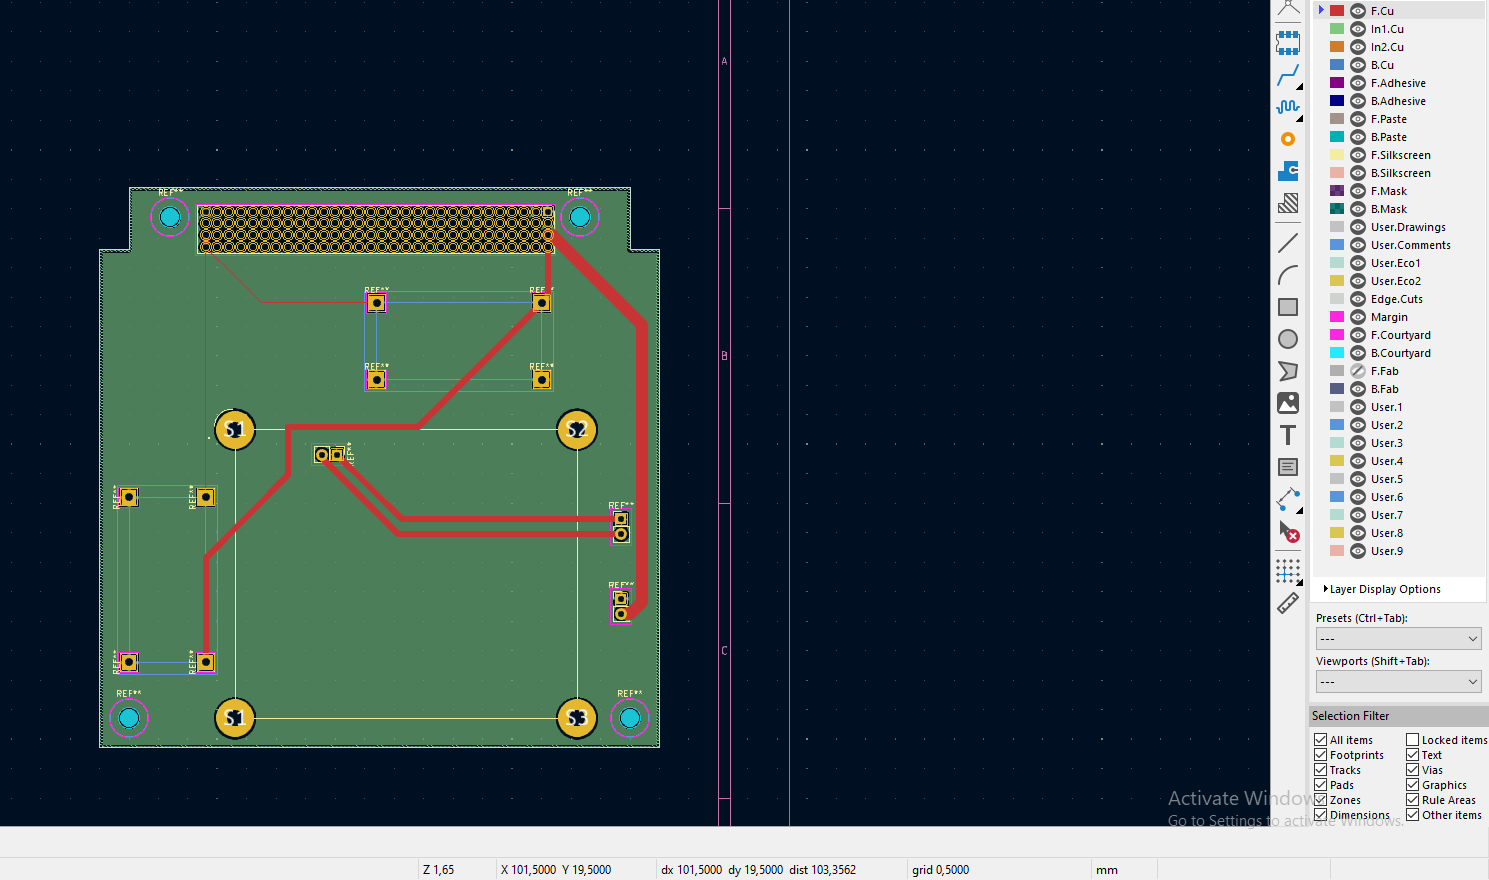 F.Cu
In1.Cu
In2.Cu
B.Cu
F.Adhesive
B.Adhesive
F.Paste
B.Paste
F.Silkscreen
B.Silkscreen
F.Mask
B.Mask
User.Drawings
User.Comments
User.Eco1
User.Eco2
Edge.Cuts
Margin
F.Courtyard
B.Courtyard
F.Fab
B.Fab
User.1
User.2
User.3
User.4
User.5
User.6
User.7
User.8
User.9
Layer Display Options
Presets (Ctrl+Tab):
---
Viewports (Shift+Tab):
---
Selection Filter
All items Locked items
Footprints Text
Tracks Vias
Pads Graphics
Zones Rule Areas
Dimensions Other items
A
B
C
REF** REF**
REF** REF**
REF** REF**
S1 S2
REF**
REF** REF**
REF**
REF**
REF** REF**
REF** REF**
S1 S3
Activate Windows
Go to Settings to activate Windows.
Z 1,65 X 101,5000 Y 19,5000 dx 101,5000 dy 19,5000 dist 103,3562 grid 0,5000 mm